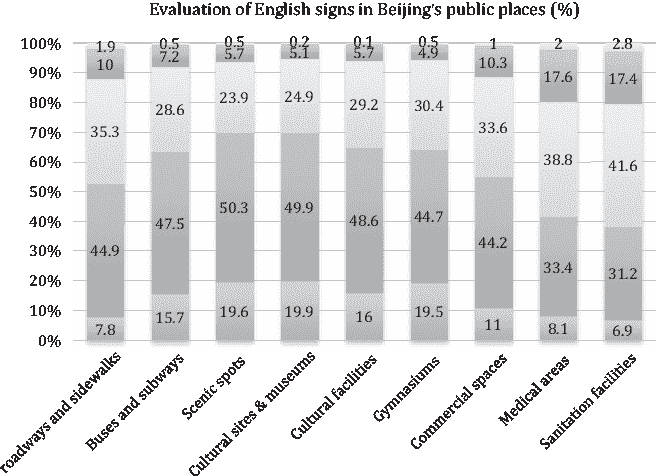 Evaluation of English signs in Beijing's public places (%)
100%
90%
80%
70%
60%
50%
40%
30%
20%
10%
0%
1.9 0.5 0.5 0.2 0.1 0.5 1 2 2.8
10 7.2 5.7 5.1 5.7 4.9 10.3 17.6 17.4
35.3 28.6 23.9 24.9 29.2 30.4 33.6 38.8 41.6
44.9 47.5 50.3 49.9 48.6 44.7 44.2 33.4 31.2
7.8 15.7 19.6 19.9 16 19.5 11 8.1 6.9
roadways and sidewalks
Buses and subways
Scenic spots
Cultural sites & museums
Cultural facilities
Gymnasiums
Commercial spaces
Medical areas
Sanitation facilities